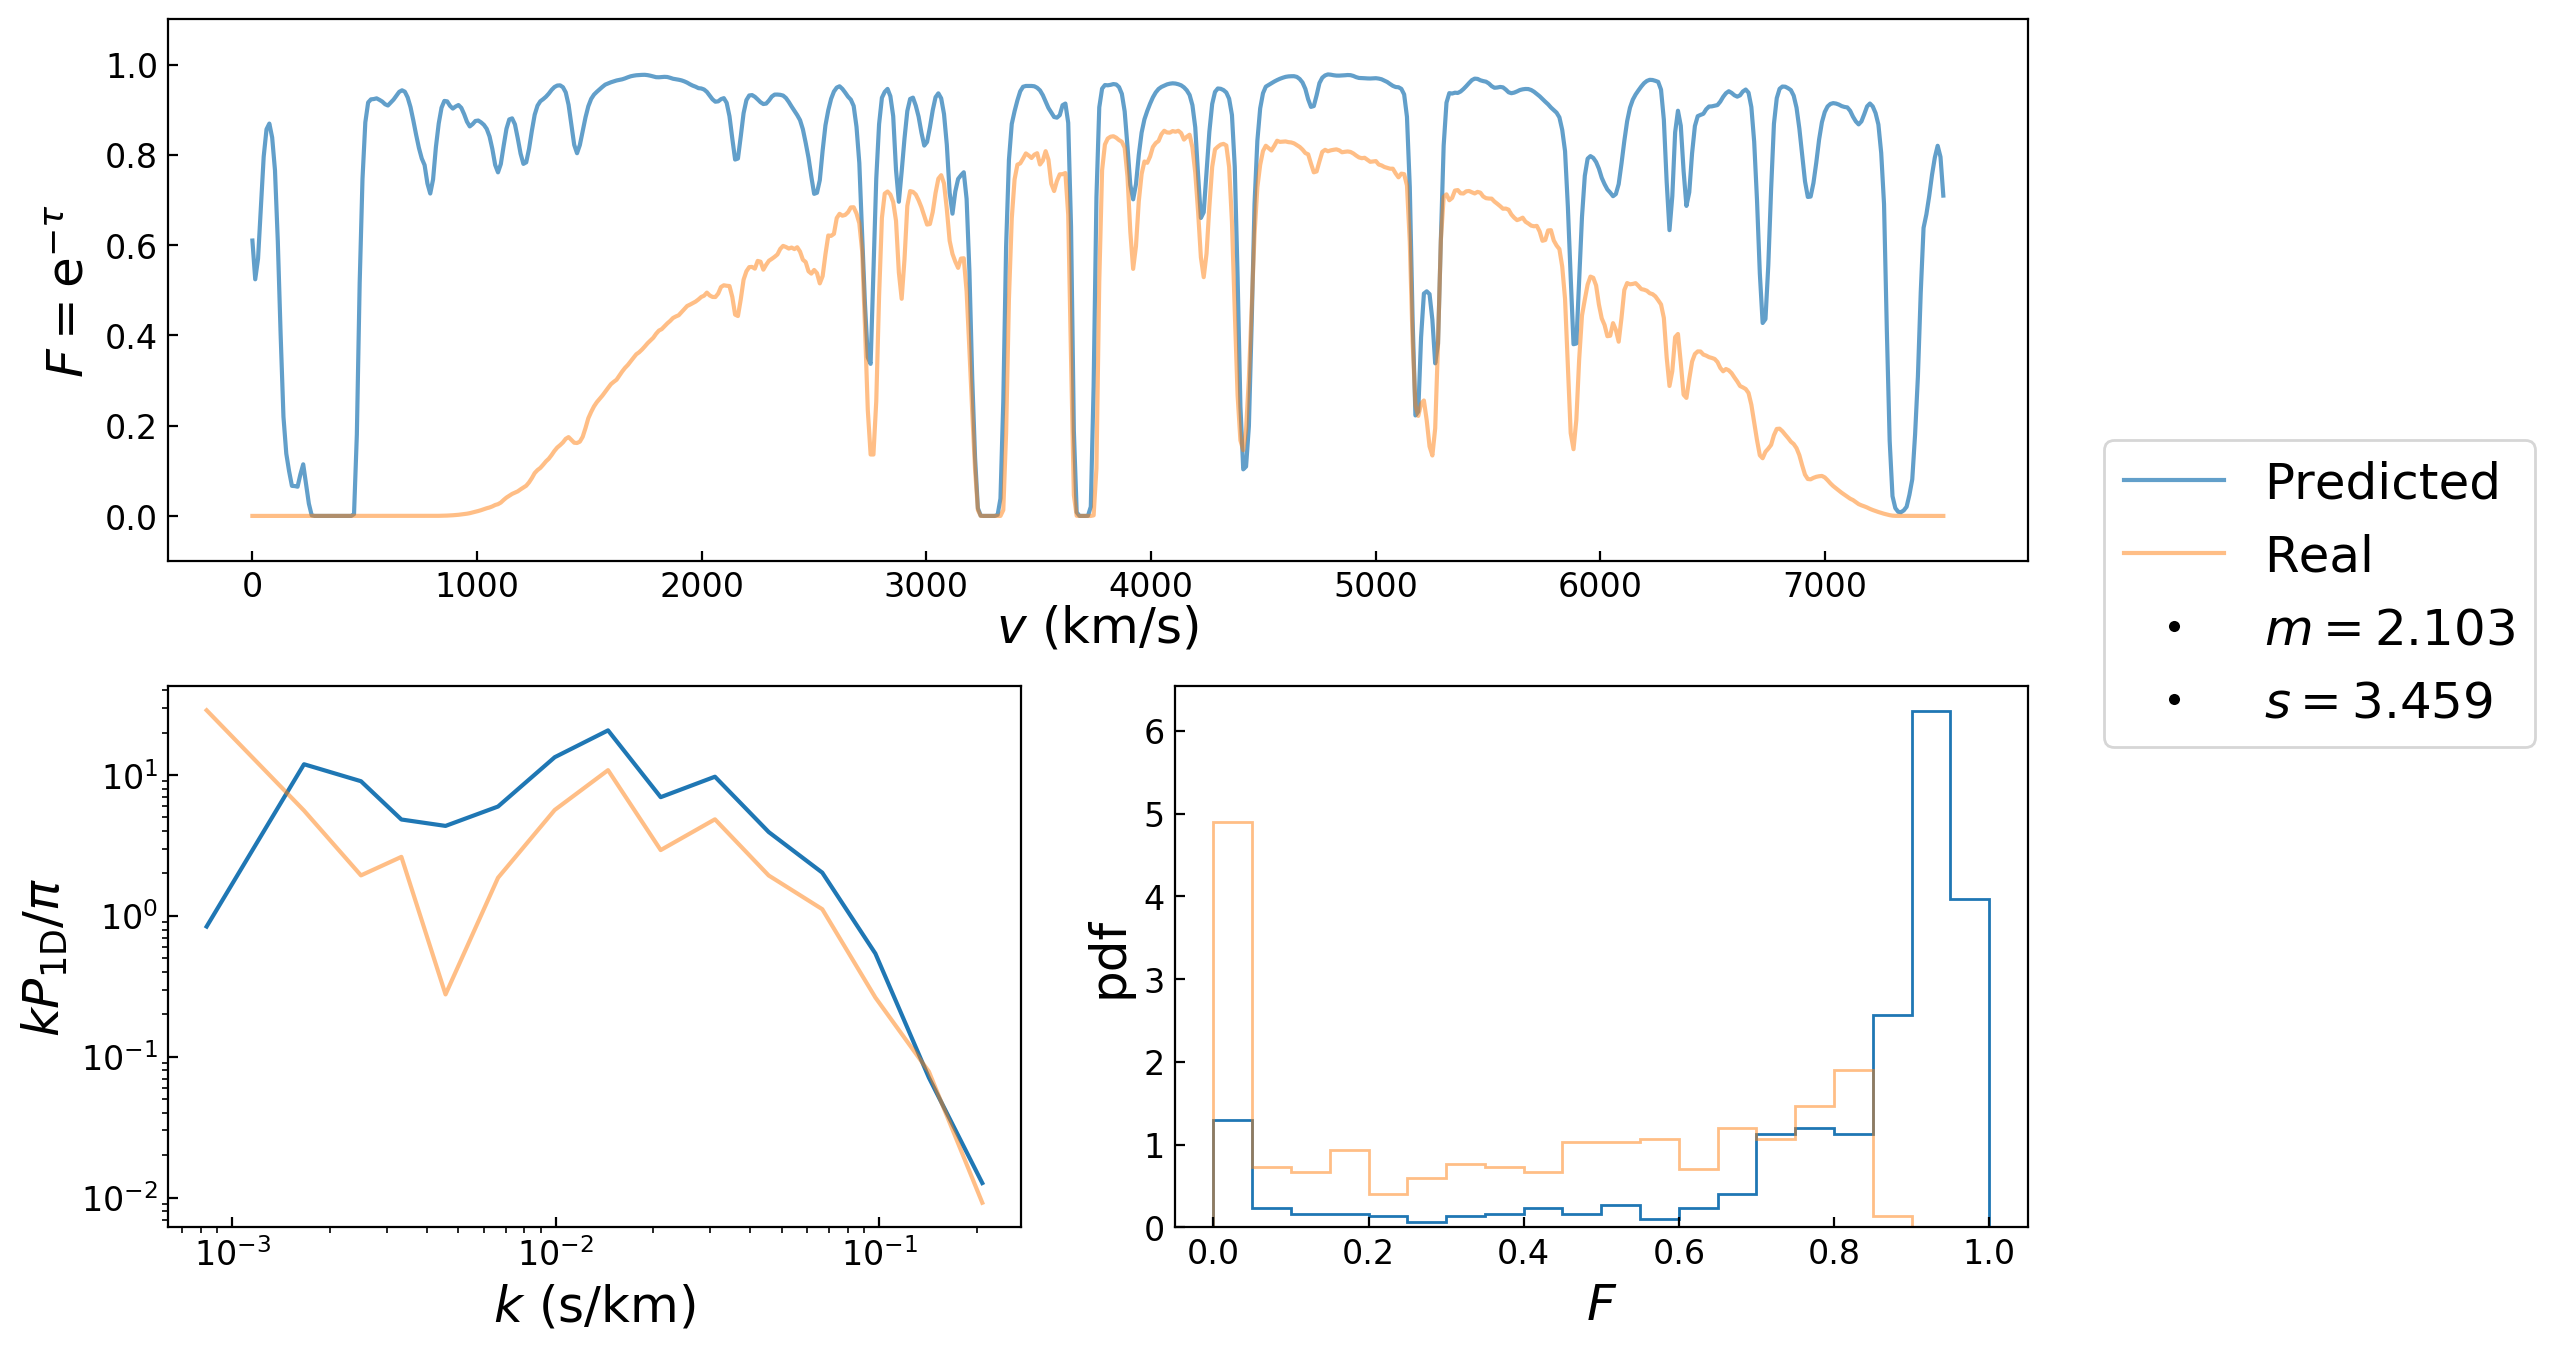 1.0
0.8
0.6
0.4
0.2
0.0
F = e^{−τ}
0 1000 2000 3000 4000 5000 6000 7000
v (km/s)
Predicted
Real
m = 2.103
s = 3.459
10^1
10^0
10^{−1}
10^{−2}
kP_{1D}/π
10^{−3} 10^{−2} 10^{−1}
k (s/km)
6
5
4
3
2
1
0
pdf
0.0 0.2 0.4 0.6 0.8 1.0
F